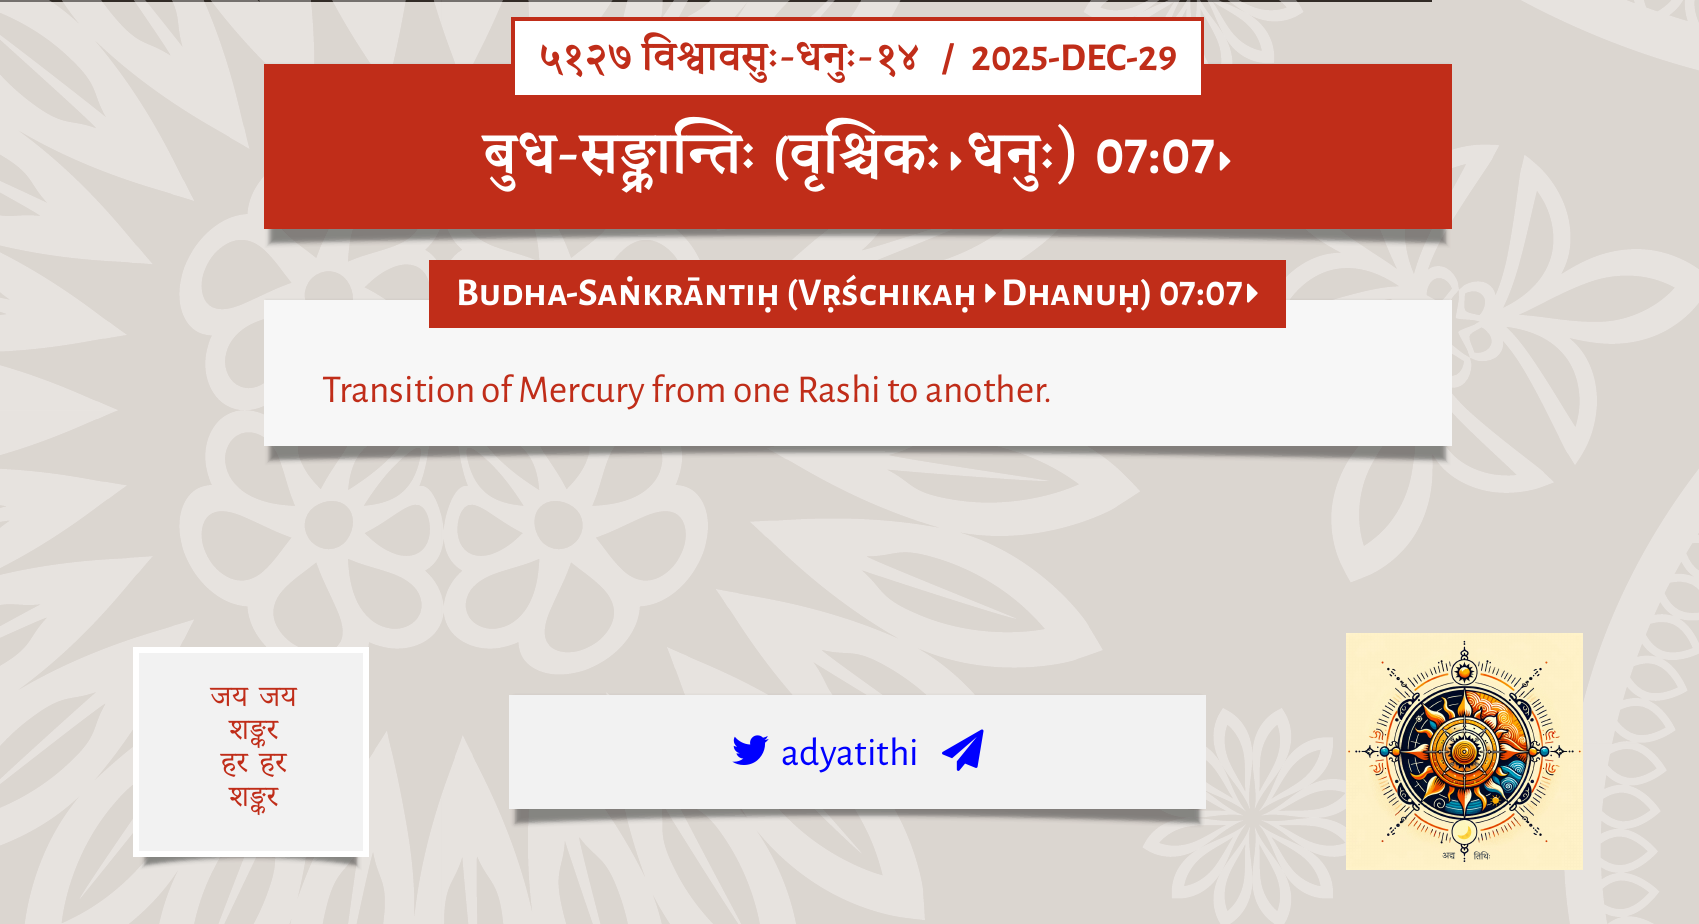 ५१२७ विश्वावसुः-धनुः-१४ / 2025-DEC-29
बुध-सङ्क्रान्तिः (वृश्चिकः▸धनुः) 07:07▸
Budha-Saṅkrāntiḥ (Vṛśchikaḥ▸Dhanuḥ) 07:07▸
Transition of Mercury from one Rashi to another.
जय जय
शङ्कर
हर हर
शङ्कर
adyatithi
अद्य तिथिः